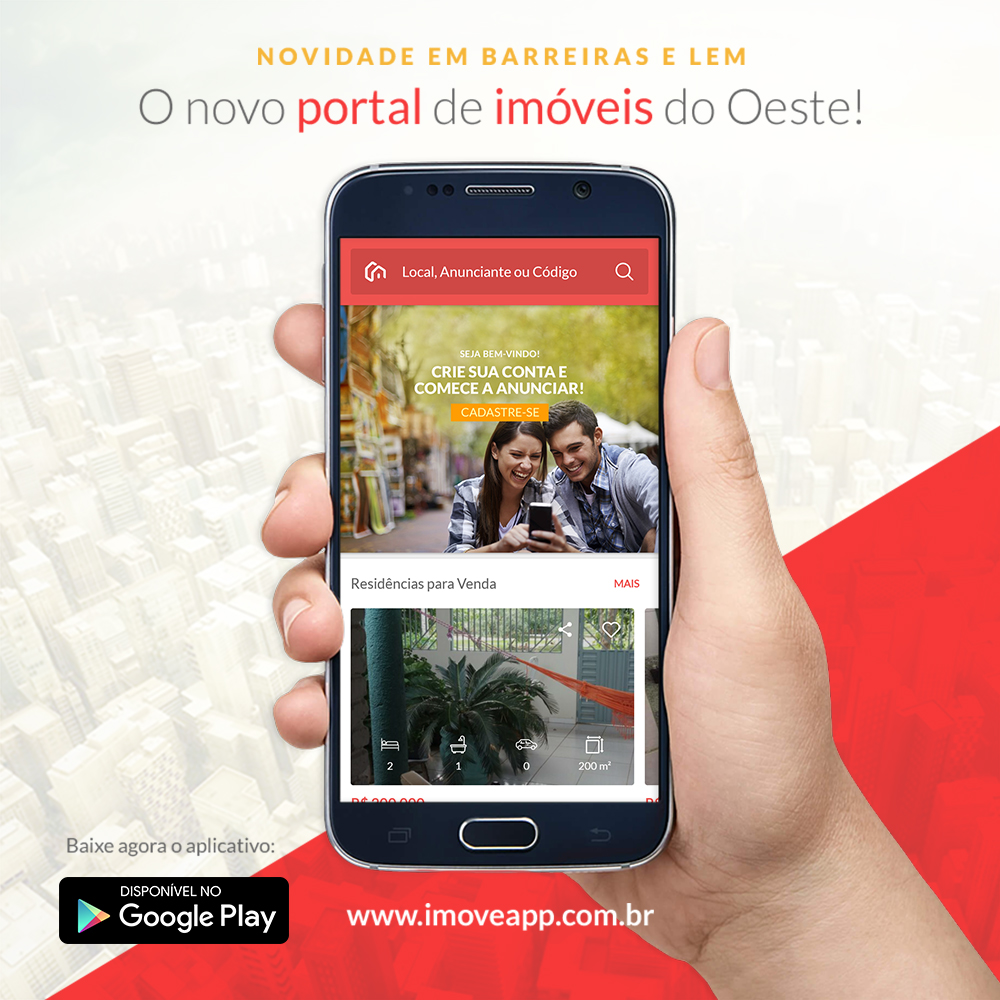 NOVIDADE EM BARREIRAS E LEM
O novo portal de imóveis do Oeste!
Local, Anunciante ou Código
SEJA BEM-VINDO!
CRIE SUA CONTA E
COMECE A ANUNCIAR!
CADASTRE-SE
Residências para Venda MAIS
2 1 0 200 m²
Baixe agora o aplicativo:
DISPONÍVEL NO
Google Play
www.imoveapp.com.br